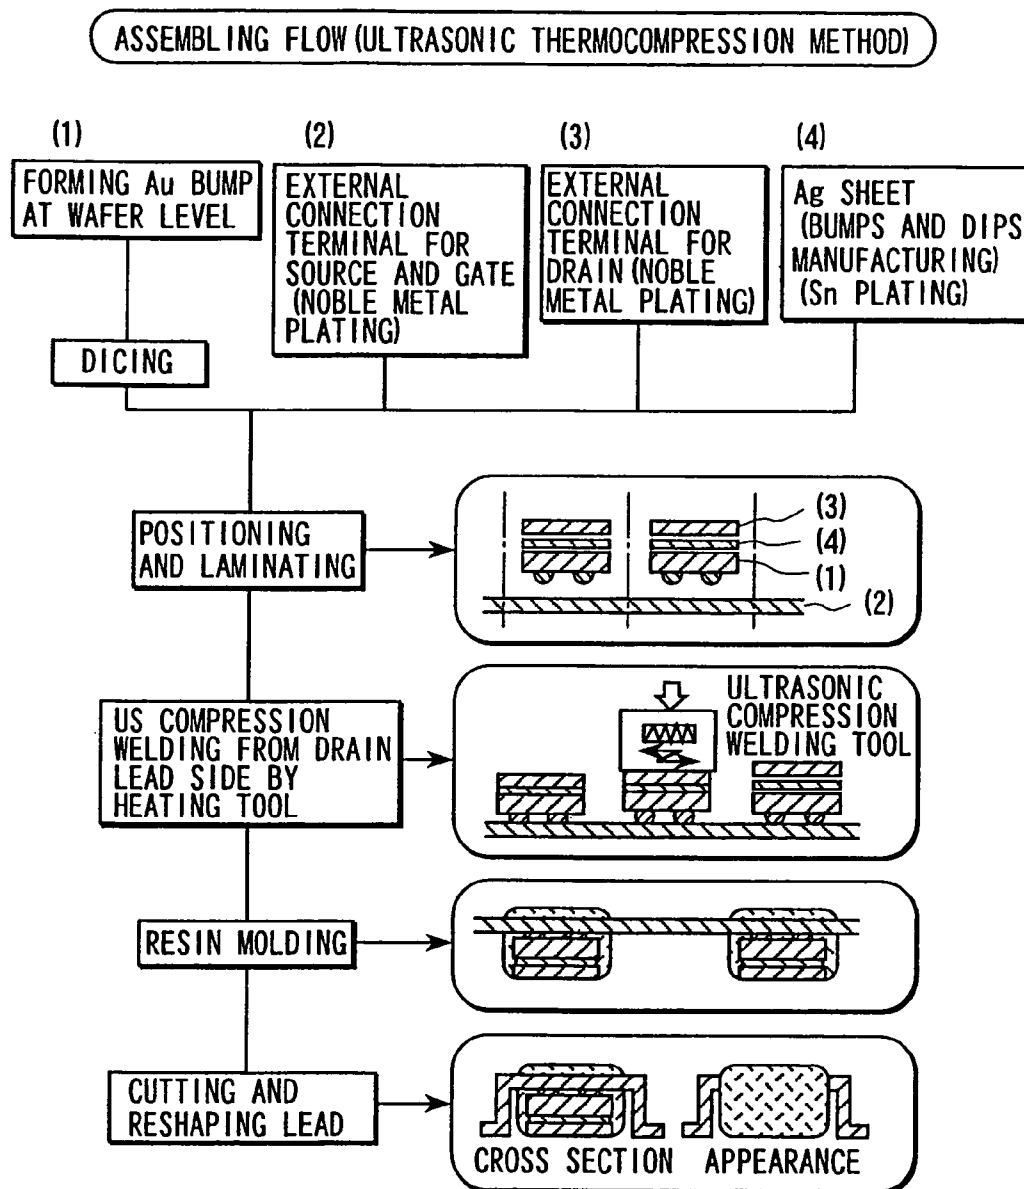 ASSEMBLING FLOW (ULTRASONIC THERMOCOMPRESSION METHOD)
(1)
FORMING Au BUMP
AT WAFER LEVEL
(2)
EXTERNAL
CONNECTION
TERMINAL FOR
SOURCE AND GATE
(NOBLE METAL
PLATING)
(3)
EXTERNAL
CONNECTION
TERMINAL FOR
DRAIN (NOBLE
METAL PLATING)
(4)
Ag SHEET
(BUMPS AND DIPS
MANUFACTURING)
(Sn PLATING)
DICING
POSITIONING
AND LAMINATING
(3)
(4)
(1)
(2)
US COMPRESSION
WELDING FROM DRAIN
LEAD SIDE BY
HEATING TOOL
ULTRASONIC
COMPRESSION
WELDING TOOL
RESIN MOLDING
CUTTING AND
RESHAPING LEAD
CROSS SECTION
APPEARANCE